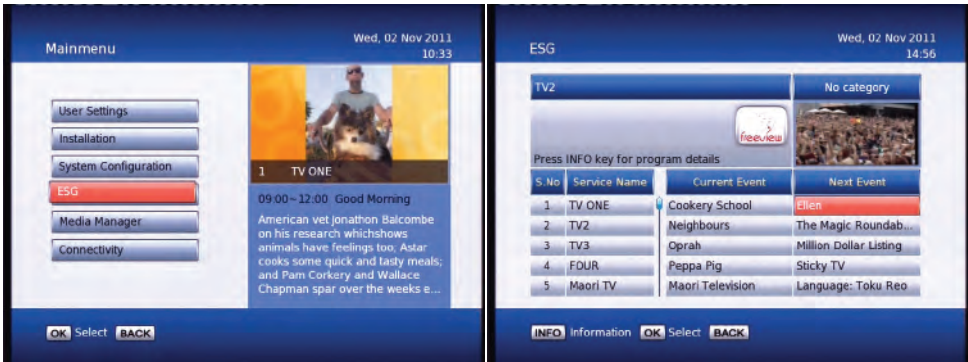 Mainmenu
Wed, 02 Nov 2011
10:33
User Settings
Installation
System Configuration
ESG
Media Manager
Connectivity
1 TV ONE
09:00~12:00 Good Morning
American vet Jonathon Balcombe
on his research whichshows
animals have feelings too, Astar
cooks some quick and tasty meals;
and Pam Corkery and Wallace
Chapman spar over the weeks e...
OK Select BACK
ESG
Wed, 02 Nov 2011
14:56
TV2
No category
freeview
Press INFO key for program details
S.No Service Name Current Event Next Event
1 TV ONE Cookery School Ellen
2 TV2 Neighbours The Magic Roundab...
3 TV3 Oprah Million Dollar Listing
4 FOUR Peppa Pig Sticky TV
5 Maori TV Maori Television Language: Toku Reo
INFO Information OK Select BACK